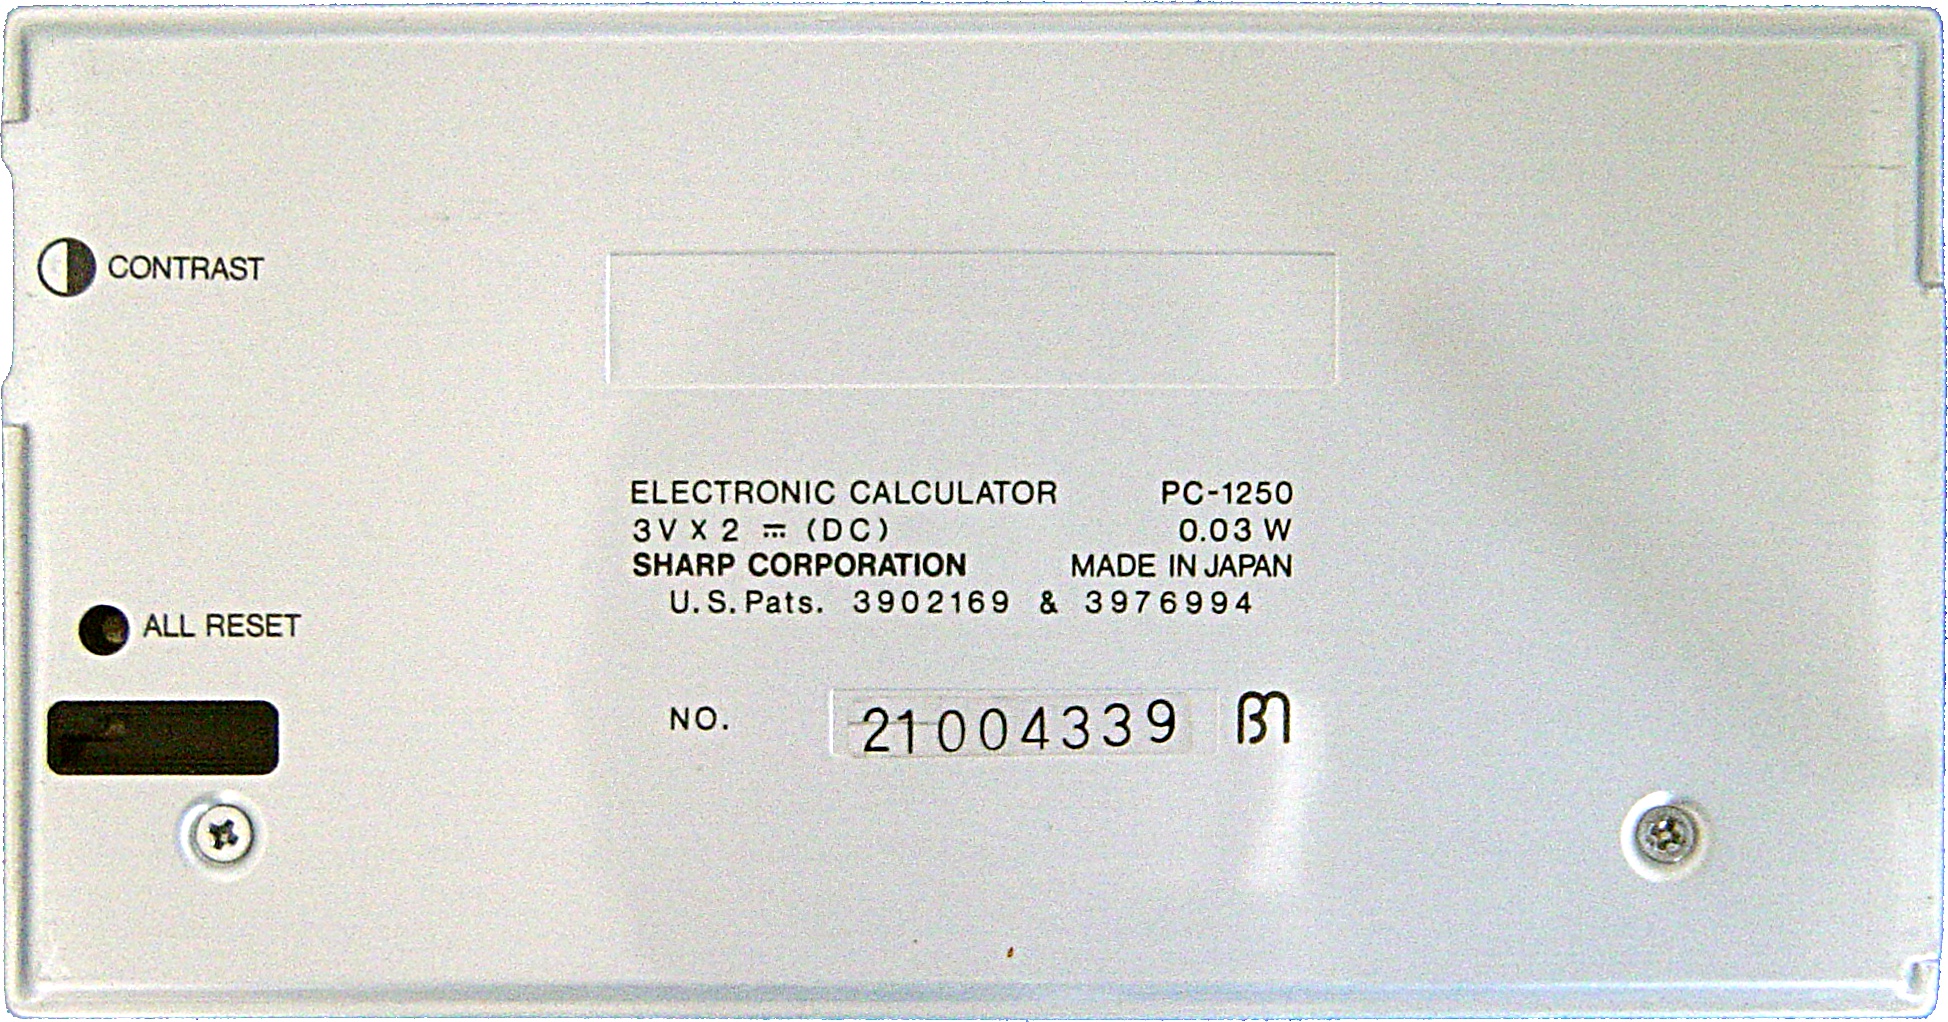 CONTRAST
ELECTRONIC CALCULATOR PC-1250
3V X 2 ⎓ (DC) 0.03 W
SHARP CORPORATION MADE IN JAPAN
U.S. Pats. 3902169 & 3976994
ALL RESET
NO. 21004339